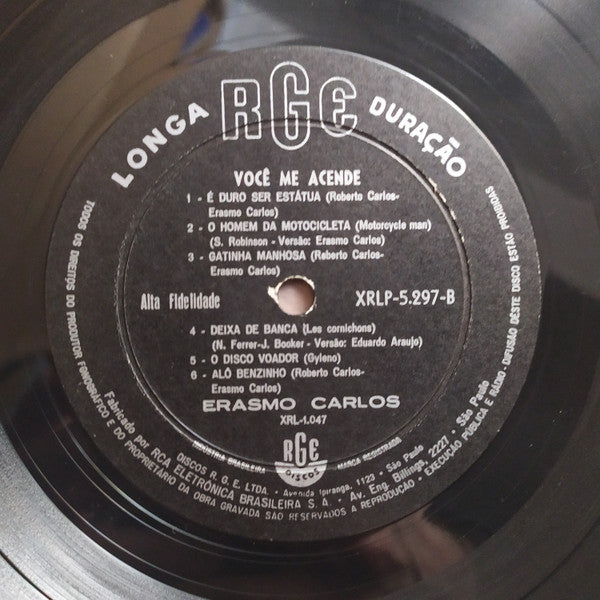 LONGA RGE DURAÇÃO
VOCÊ ME ACENDE
1 - É DURO SER ESTÁTUA (Roberto Carlos-
Erasmo Carlos)
2 - O HOMEM DA MOTOCICLETA (Motorcycle man)
(S. Robinson - Versão: Erasmo Carlos)
3 - GATINHA MANHOSA (Roberto Carlos-
Erasmo Carlos)
Alta Fidelidade
XRLP-5.297-B
4 - DEIXA DE BANCA (Les cornichons)
(N. Ferrer-J. Booker - Versão: Eduardo Araujo)
5 - O DISCO VOADOR (Gyleno)
6 - ALÔ BENZINHO (Roberto Carlos-
Erasmo Carlos)
ERASMO CARLOS
XRL-1.047
INDÚSTRIA BRASILEIRA
RGE
DISCOS
MARCA REGISTRADA
DISCOS R. G. E. LTDA. - Avenida Ipiranga, 1123 - São Paulo
Fabricado por RCA ELETRÔNICA BRASILEIRA S. A. - Av. Eng. Billings, 2227 - São Paulo
TODOS OS DIREITOS DO PRODUTOR FONOGRÁFICO E DO PROPRIETÁRIO DA OBRA GRAVADA SÃO RESERVADOS A REPRODUÇÃO - EXECUÇÃO PÚBLICA E RÁDIO - DIFUSÃO DÊSTE DISCO ESTÃO PROIBIDAS